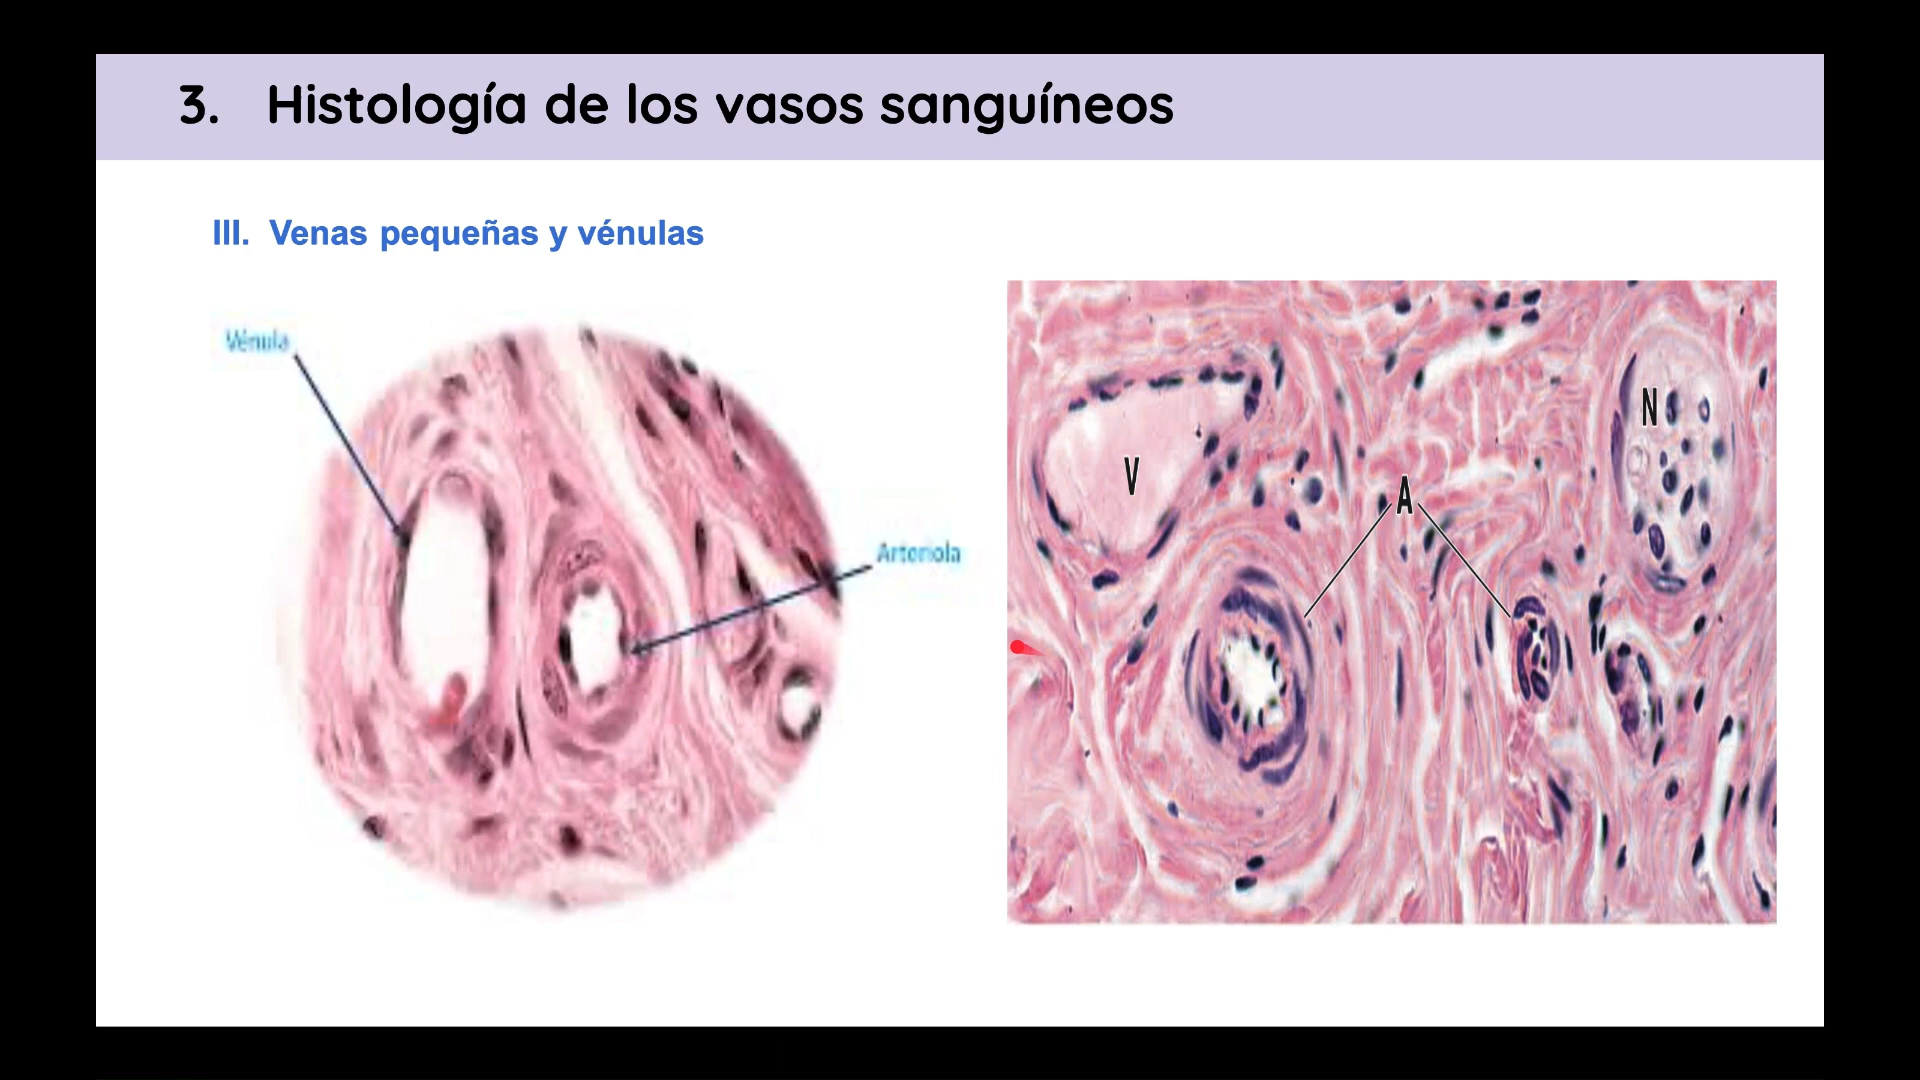 3. Histología de los vasos sanguíneos
III. Venas pequeñas y vénulas
Vénula
Arteriola
V
A
N